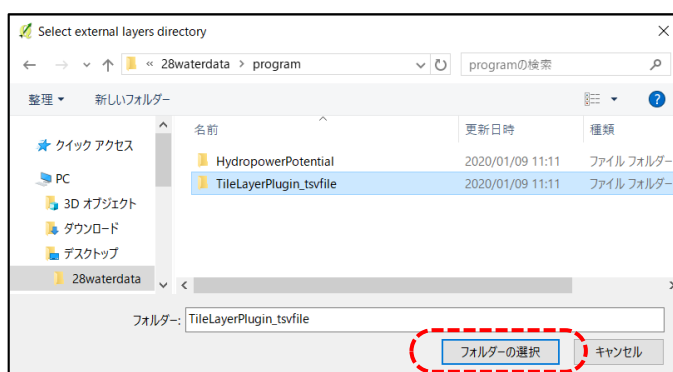 Select external layers directory
« 28waterdata > program
programの検索
整理 新しいフォルダー
名前 更新日時 種類
クイック アクセス
HydropowerPotential 2020/01/09 11:11 ファイル フォルダー
PC
TileLayerPlugin_tsvfile 2020/01/09 11:11 ファイル フォルダー
3D オブジェクト
ダウンロード
デスクトップ
28waterdata
フォルダー: TileLayerPlugin_tsvfile
フォルダーの選択 キャンセル